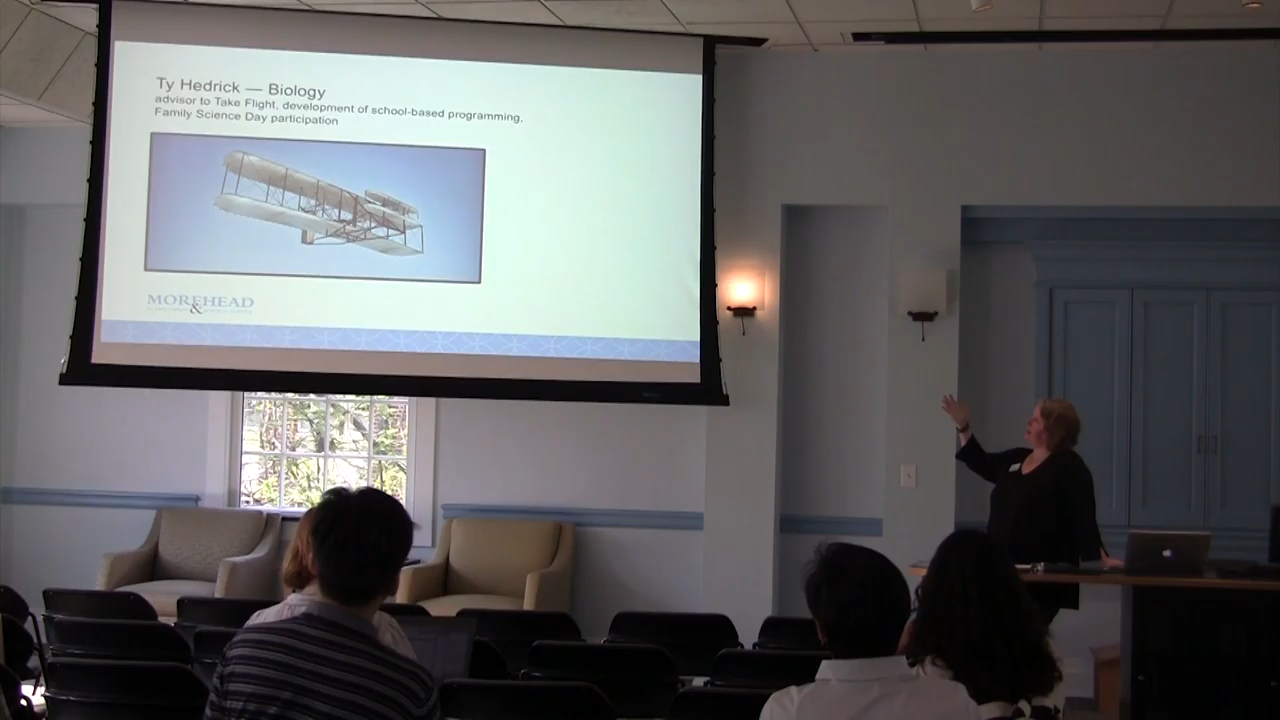 Ty Hedrick — Biology
advisor to Take Flight, development of school-based programming,
Family Science Day participation
MOREHEAD
&